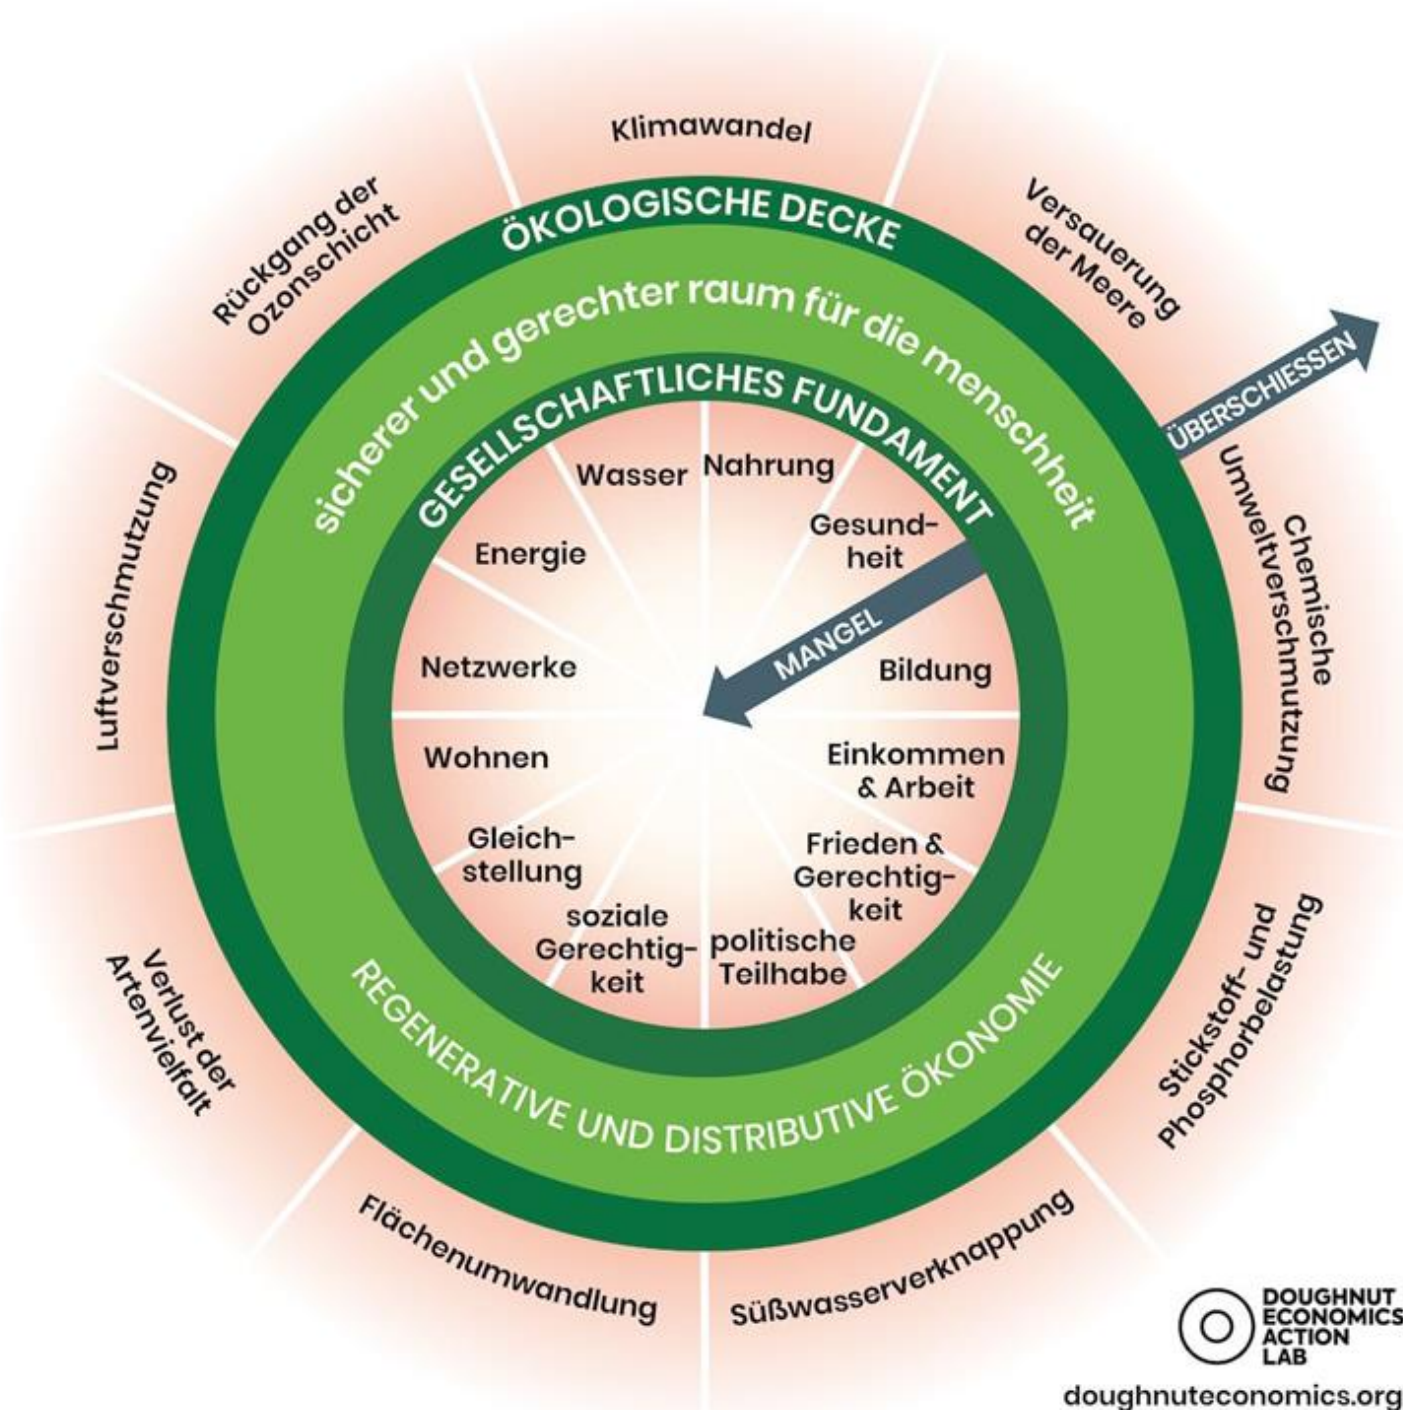 Klimawandel
Versauerung
der Meere
ÜBERSCHIESSEN
Chemische
Umweltverschmutzung
Stickstoff- und
Phosphorbelastung
Süßwasserverknappung
Flächenumwandlung
Verlust der
Artenvielfalt
Luftverschmutzung
Rückgang der
Ozonschicht
ÖKOLOGISCHE DECKE
sicherer und gerechter raum für die menschheit
GESELLSCHAFTLICHES FUNDAMENT
Wasser
Nahrung
Gesund-
heit
MANGEL
Bildung
Einkommen
& Arbeit
Frieden &
Gerechtig-
keit
politische
Teilhabe
soziale
Gerechtig-
keit
Gleich-
stellung
Wohnen
Netzwerke
Energie
REGENERATIVE UND DISTRIBUTIVE ÖKONOMIE
DOUGHNUT
ECONOMICS
ACTION
LAB
doughnuteconomics.org